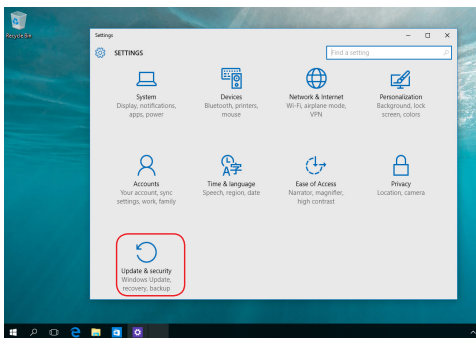 Recycle Bin
Settings
SETTINGS
Find a setting
System
Display, notifications,
apps, power
Devices
Bluetooth, printers,
mouse
Network & Internet
Wi-Fi, airplane mode,
VPN
Personalization
Background, lock
screen, colors
Accounts
Your account, sync
settings, work, family
Time & language
Speech, region, date
Ease of Access
Narrator, magnifier,
high contrast
Privacy
Location, camera
Update & security
Windows Update,
recovery, backup